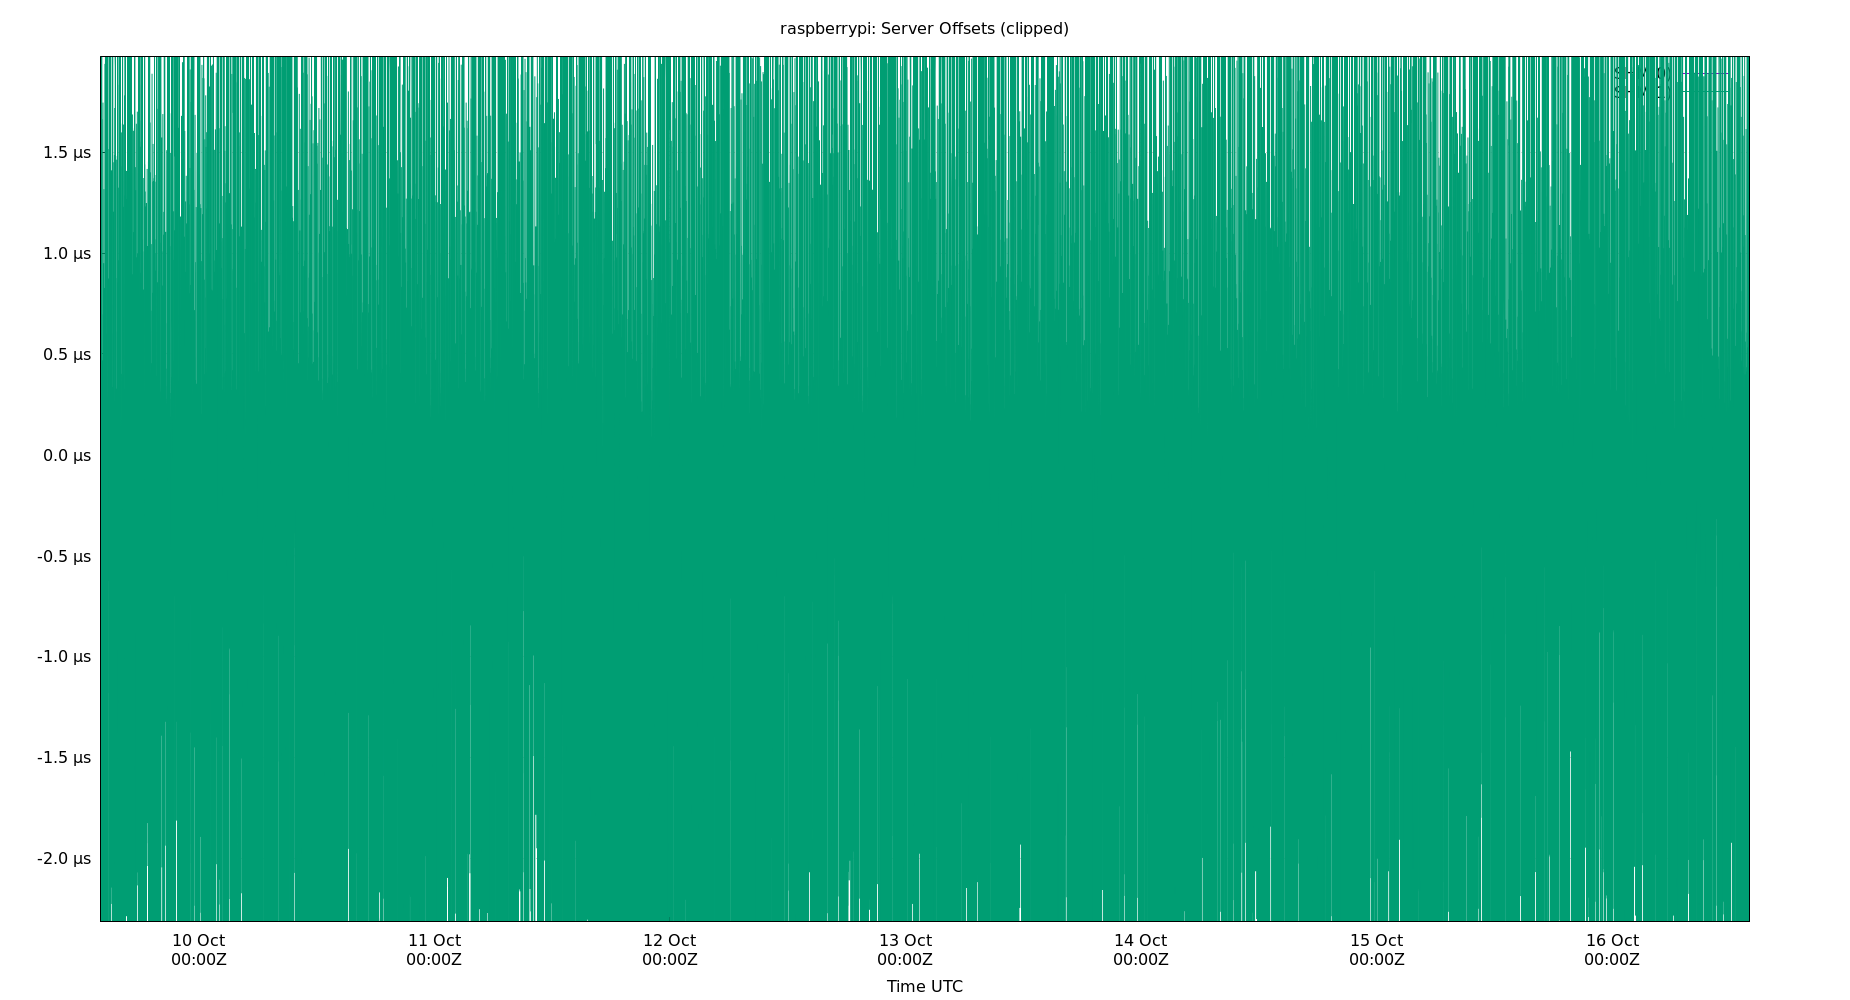 raspberrypi: Server Offsets (clipped)
1.5 µs
1.0 µs
0.5 µs
0.0 µs
-0.5 µs
-1.0 µs
-1.5 µs
-2.0 µs
10 Oct 11 Oct 12 Oct 13 Oct 14 Oct 15 Oct 16 Oct
00:00Z 00:00Z 00:00Z 00:00Z 00:00Z 00:00Z 00:00Z
Time UTC